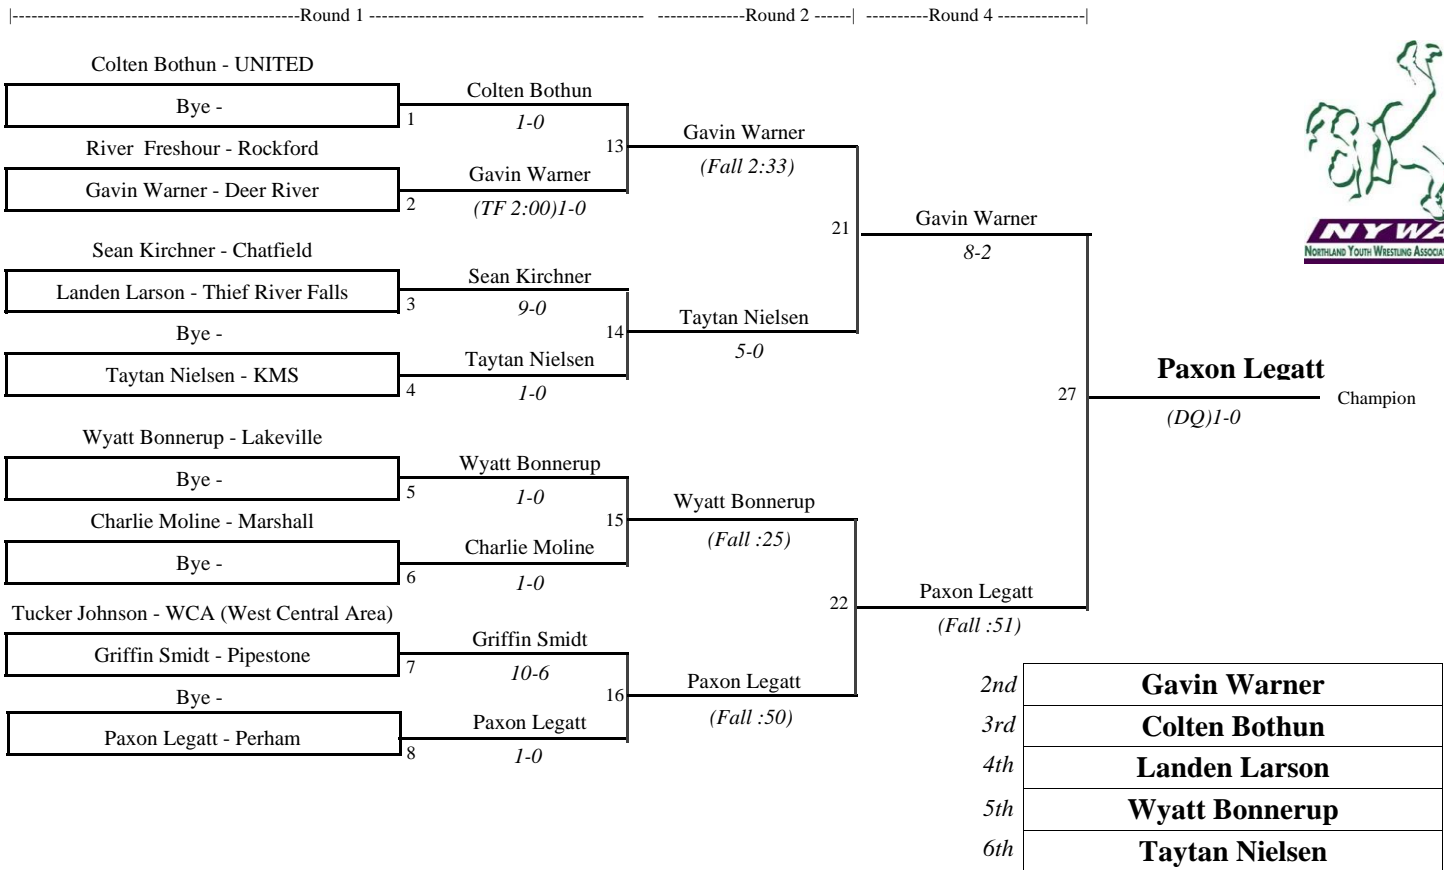 |-----------------------------------------Round 1 ---------------------------------------
--------------Round 2 ------|
----------Round 4 --------------|
Colten Bothun - UNITED
Bye -
1
River  Freshour - Rockford
Gavin Warner - Deer River
2
Sean Kirchner - Chatfield
Landen Larson - Thief River Falls
3
Bye -
Taytan Nielsen - KMS
4
Wyatt Bonnerup - Lakeville
Bye -
5
Charlie Moline - Marshall
Bye -
6
Tucker Johnson - WCA (West Central Area)
Griffin Smidt - Pipestone
7
Bye -
Paxon Legatt - Perham
8
Colten Bothun
1-0
13
Gavin Warner
(TF 2:00)1-0
Sean Kirchner
9-0
14
Taytan Nielsen
1-0
Wyatt Bonnerup
1-0
15
Charlie Moline
1-0
Griffin Smidt
10-6
16
Paxon Legatt
1-0
Gavin Warner
(Fall 2:33)
21
Taytan Nielsen
5-0
Wyatt Bonnerup
(Fall :25)
22
Paxon Legatt
(Fall :50)
Gavin Warner
8-2
27
Paxon Legatt
(Fall :51)
Paxon Legatt
Champion
(DQ)1-0
NYWA
NORTHLAND YOUTH WRESTLING
2nd Gavin Warner
3rd Colten Bothun
4th Landen Larson
5th Wyatt Bonnerup
6th Taytan Nielsen